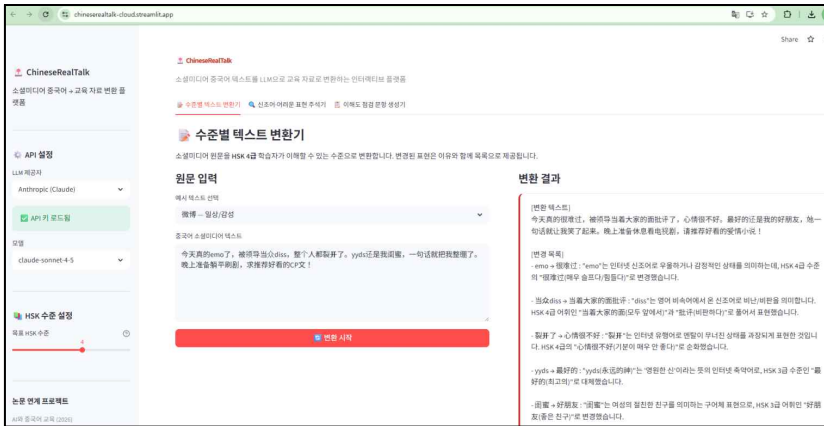 chineserealtalk-cloud.streamlit.app
Share
ChineseRealTalk
소셜미디어 중국어 → 교육 자료 변환 플
랫폼
API 설정
LLM 제공자
Anthropic (Claude)
API 키 로드됨
모델
claude-sonnet-4-5
HSK 수준 설정
목표 HSK 수준
4
논문 연계 프로젝트
AI와 중국어 교육 (2026)
ChineseRealTalk
소셜미디어 중국어 텍스트를 LLM으로 교육 자료로 변환하는 인터랙티브 플랫폼
수준별 텍스트 변환기
신조어·어려운 표현 주석기
이해도 점검 문항 생성기
수준별 텍스트 변환기
소셜미디어 원문을 HSK 4급 학습자가 이해할 수 있는 수준으로 변환합니다. 변경된 표현은 이유와 함께 목록으로 제공됩니다.
원문 입력
예시 텍스트 선택
微博 — 일상/감성
중국어 소셜미디어 텍스트
今天真的emo了，被领导当众diss，整个人都裂开了。yyds还是我闺蜜，一句话就把我整理了。
晚上准备躺平刷剧，求推荐好看的CP文！
변환 시작
변환 결과
[변환 텍스트]
今天真的很难过，被领导当着大家的面批评了，心情很不好。最好的还是我的好朋友，她一
句话就让我笑了起来。晚上准备休息看电视剧，请推荐好看的爱情小说！
[변경 목록]
- emo → 很难过 : "emo"는 인터넷 신조어로 우울하거나 감정적인 상태를 의미하는데, HSK 4급 수준
의 "很难过(매우 슬프다/힘들다)"로 변경했습니다.
- 当众diss → 当着大家的面批评 : "diss"는 영어 비속어에서 온 신조어로 비난/비판을 의미합니다.
HSK 4급 어휘인 "当着大家的面(모두 앞에서)"과 "批评(비판하다)"로 풀어서 표현했습니다.
- 裂开了 → 心情很不好 : "裂开"는 인터넷 유행어로 멘탈이 무너진 상태를 과장되게 표현한 것입니
다. HSK 4급의 "心情很不好(기분이 매우 안 좋다)"로 순화했습니다.
- yyds → 最好的 : "yyds(永远的神)"는 '영원한 신'이라는 뜻의 인터넷 축약어로, HSK 3급 수준인 "最
好的(최고의)"로 대체했습니다.
- 闺蜜 → 好朋友 : "闺蜜"는 여성의 절친한 친구를 의미하는 구어체 표현으로, HSK 3급 어휘인 "好朋
友(좋은 친구)"로 변경했습니다.